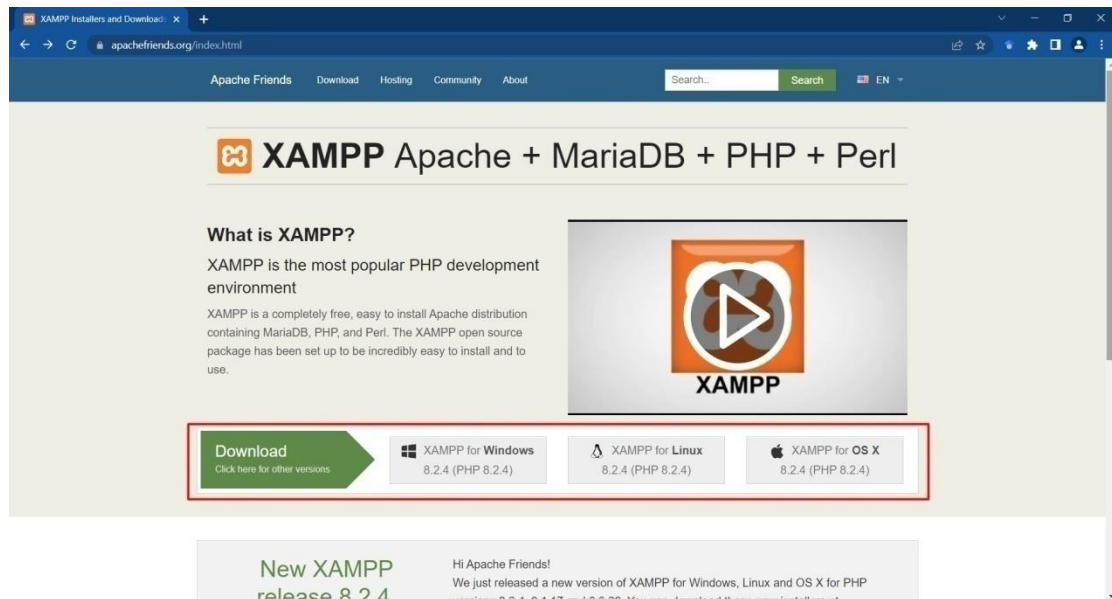 XAMPP Installers and Download
apachefriends.org/index.html
Apache Friends Download Hosting Community About Search.. Search EN
XAMPP Apache + MariaDB + PHP + Perl
What is XAMPP?
XAMPP is the most popular PHP development
environment
XAMPP is a completely free, easy to install Apache distribution
containing MariaDB, PHP, and Perl. The XAMPP open source
package has been set up to be incredibly easy to install and to
use.
XAMPP
Download
Click here for other versions
XAMPP for Windows
8.2.4 (PHP 8.2.4)
XAMPP for Linux
8.2.4 (PHP 8.2.4)
XAMPP for OS X
8.2.4 (PHP 8.2.4)
New XAMPP
release 8.2.4
Hi Apache Friends!
We just released a new version of XAMPP for Windows, Linux and OS X for PHP